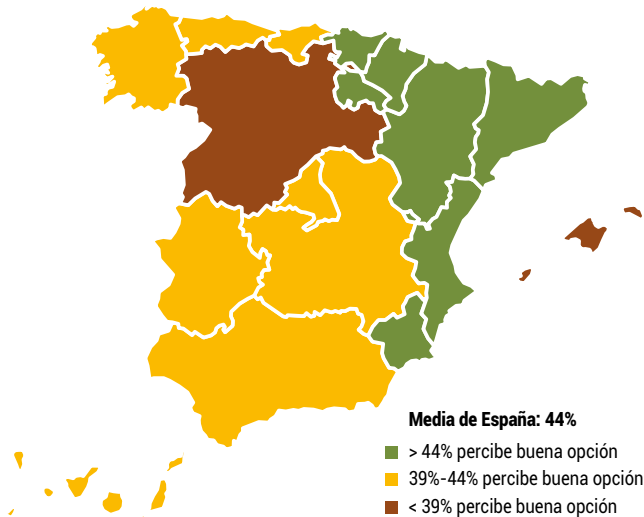 Media de España: 44%
> 44% percibe buena opción
39%-44% percibe buena opción
< 39% percibe buena opción